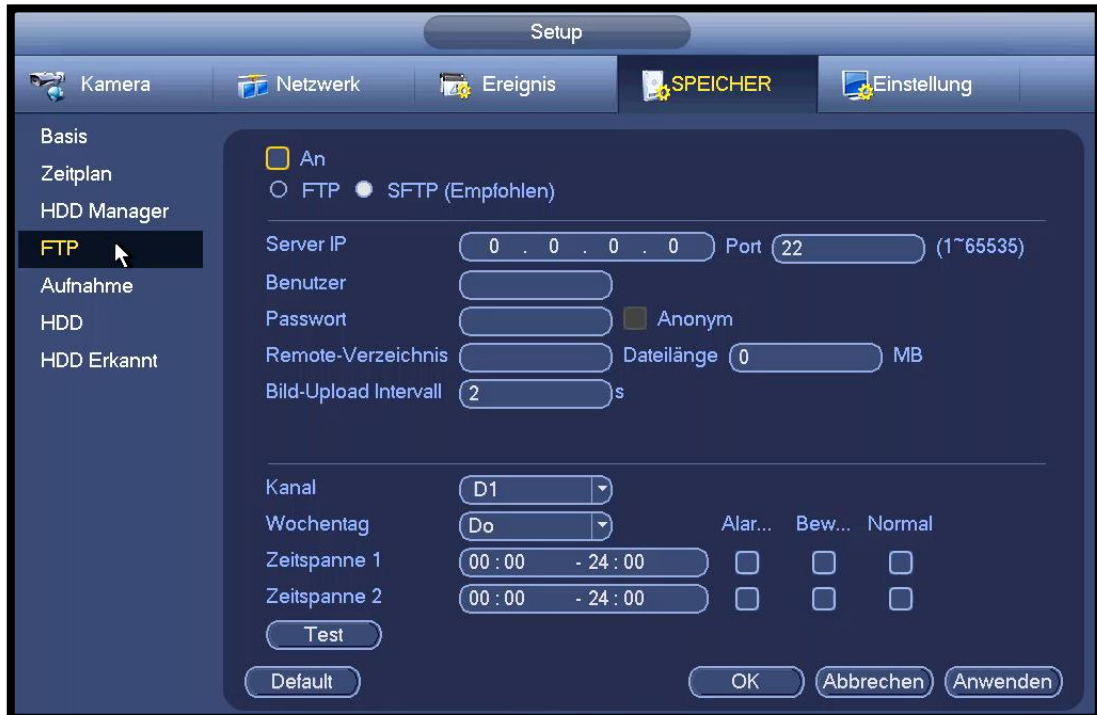 Setup
Kamera Netzwerk Ereignis SPEICHER Einstellung
Basis
Zeitplan
HDD Manager
FTP
Aufnahme
HDD
HDD Erkannt
An
FTP SFTP (Empfohlen)
Server IP 0 . 0 . 0 . 0 Port 22 (1~65535)
Benutzer
Passwort Anonym
Remote-Verzeichnis Dateilänge 0 MB
Bild-Upload Intervall 2 s
Kanal D1
Wochentag Do Alar... Bew... Normal
Zeitspanne 1 00 : 00 - 24 : 00
Zeitspanne 2 00 : 00 - 24 : 00
Test
Default OK Abbrechen Anwenden